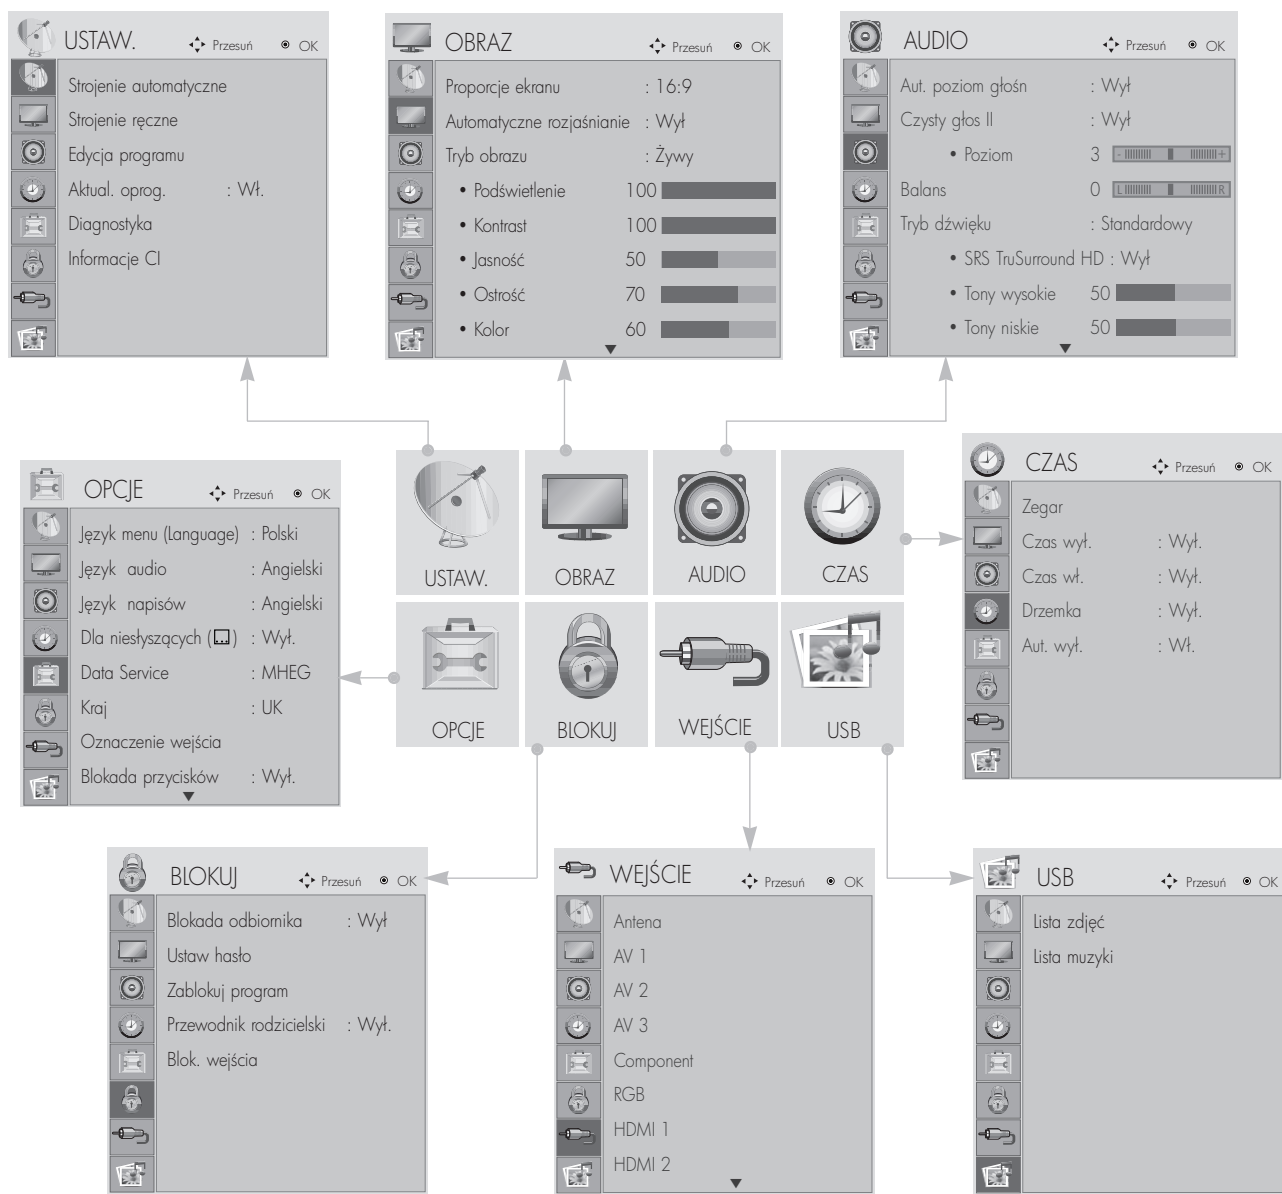 USTAW. Przesuń OK
Strojenie automatyczne
Strojenie ręczne
Edycja programu
Aktual. oprog. : Wł.
Diagnostyka
Informacje CI
OBRAZ Przesuń OK
Proporcje ekranu : 16:9
Automatyczne rozjaśnianie : Wył
Tryb obrazu : Żywy
• Podświetlenie 100
• Kontrast 100
• Jasność 50
• Ostrość 70
• Kolor 60
AUDIO Przesuń OK
Aut. poziom głośn : Wył
Czysty głos II : Wył
• Poziom 3 - +
Balans 0 L R
Tryb dźwięku : Standardowy
• SRS TruSurround HD : Wył
• Tony wysokie 50
• Tony niskie 50
OPCJE Przesuń OK
Język menu (Language) : Polski
Język audio : Angielski
Język napisów : Angielski
Dla niesłyszących ( ) : Wył.
Data Service : MHEG
Kraj : UK
Oznaczenie wejścia
Blokada przycisków : Wył.
USTAW.
OBRAZ
AUDIO
CZAS
OPCJE
BLOKUJ
WEJŚCIE
USB
CZAS Przesuń OK
Zegar
Czas wył. : Wył.
Czas wł. : Wył.
Drzemka : Wył.
Aut. wył. : Wł.
BLOKUJ Przesuń OK
Blokada odbiornika : Wył
Ustaw hasło
Zablokuj program
Przewodnik rodzicielski : Wył.
Blok. wejścia
WEJŚCIE Przesuń OK
Antena
AV 1
AV 2
AV 3
Component
RGB
HDMI 1
HDMI 2
USB Przesuń OK
Lista zdjęć
Lista muzyki